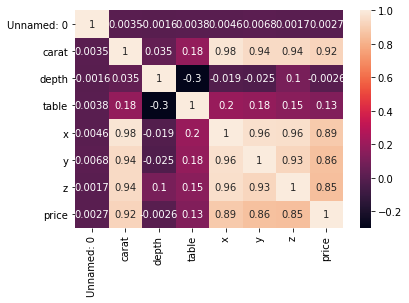 Unnamed: 0 1 -0.0035 -0.0016 -0.0038 -0.0046 -0.0068 -0.0017 -0.0027
carat -0.0035 1 0.035 0.18 0.98 0.94 0.94 0.92
depth -0.0016 0.035 1 -0.3 -0.019 -0.025 0.1 -0.0026
table -0.0038 0.18 -0.3 1 0.2 0.18 0.15 0.13
x -0.0046 0.98 -0.019 0.2 1 0.96 0.96 0.89
y -0.0068 0.94 -0.025 0.18 0.96 1 0.93 0.86
z -0.0017 0.94 0.1 0.15 0.96 0.93 1 0.85
price -0.0027 0.92 -0.0026 0.13 0.89 0.86 0.85 1
Unnamed: 0 carat depth table x y z price
1.0
0.8
0.6
0.4
0.2
0.0
-0.2